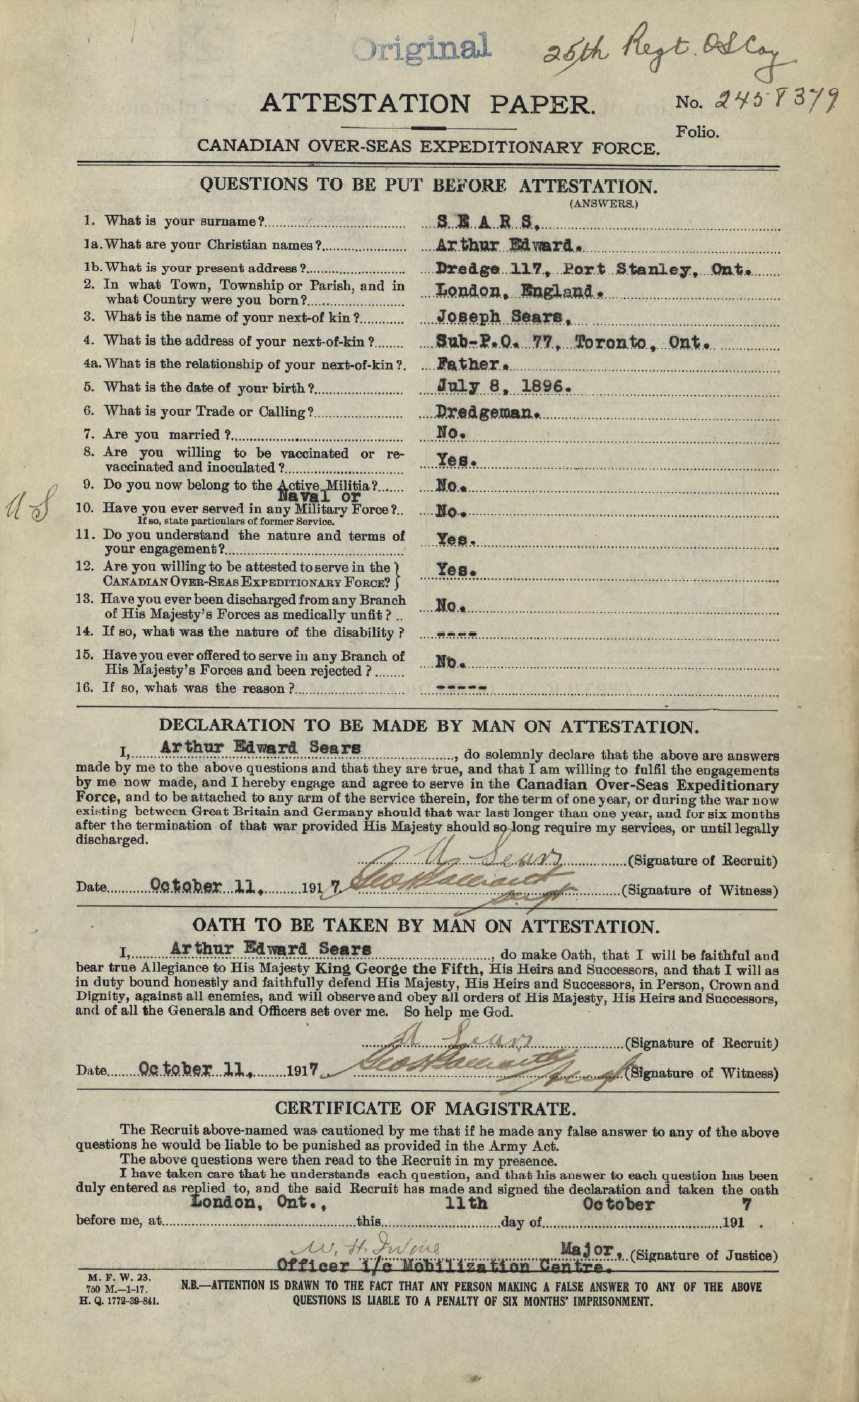 Original
25th Regt. OS Coy
ATTESTATION PAPER.
No. 2458379
Folio.
CANADIAN OVER-SEAS EXPEDITIONARY FORCE.
QUESTIONS TO BE PUT BEFORE ATTESTATION.
(ANSWERS.)
1. What is your surname?.......... S E A R S,
1a. What are your Christian names?.......... Arthur Edward.
1b. What is your present address?.......... Dredge 117, Port Stanley, Ont.
2. In what Town, Township or Parish, and in
what Country were you born?.......... London, England.
3. What is the name of your next-of kin?.......... Joseph Sears,
4. What is the address of your next-of-kin?.......... Sub-P.O. 77, Toronto, Ont.
4a. What is the relationship of your next-of-kin?. Father.
5. What is the date of your birth?.......... July 8, 1896.
6. What is your Trade or Calling?.......... Dredgeman.
7. Are you married?.......... No.
8. Are you willing to be vaccinated or re-
vaccinated and inoculated?.......... Yes.
9. Do you now belong to the Active Militia?.......... No.
Naval or
A S
10. Have you ever served in any Military Force?.. No.
If so, state particulars of former Service.
11. Do you understand the nature and terms of
your engagement?.......... Yes.
12. Are you willing to be attested to serve in the }
CANADIAN OVER-SEAS EXPEDITIONARY FORCE? } Yes.
13. Have you ever been discharged from any Branch
of His Majesty's Forces as medically unfit? .. No.
14. If so, what was the nature of the disability? ----
15. Have you ever offered to serve in any Branch of
His Majesty's Forces and been rejected?.......... No.
16. If so, what was the reason?.......... -----
DECLARATION TO BE MADE BY MAN ON ATTESTATION.
I, Arthur Edward Sears, do solemnly declare that the above are answers
made by me to the above questions and that they are true, and that I am willing to fulfil the engagements
by me now made, and I hereby engage and agree to serve in the Canadian Over-Seas Expeditionary
Force, and to be attached to any arm of the service therein, for the term of one year, or during the war now
existing between Great Britain and Germany should that war last longer than one year, and for six months
after the termination of that war provided His Majesty should so long require my services, or until legally
discharged.
A Sears (Signature of Recruit)
Date October 11, 1917. (Signature of Witness)
OATH TO BE TAKEN BY MAN ON ATTESTATION.
I, Arthur Edward Sears, do make Oath, that I will be faithful and
bear true Allegiance to His Majesty King George the Fifth, His Heirs and Successors, and that I will as
in duty bound honestly and faithfully defend His Majesty, His Heirs and Successors, in Person, Crown and
Dignity, against all enemies, and will observe and obey all orders of His Majesty, His Heirs and Successors,
and of all the Generals and Officers set over me. So help me God.
A Sears (Signature of Recruit)
Date October 11, 1917. (Signature of Witness)
CERTIFICATE OF MAGISTRATE.
The Recruit above-named was cautioned by me that if he made any false answer to any of the above
questions he would be liable to be punished as provided in the Army Act.
The above questions were then read to the Recruit in my presence.
I have taken care that he understands each question, and that his answer to each question has been
duly entered as replied to, and the said Recruit has made and signed the declaration and taken the oath
before me, at London, Ont., this 11th day of October 1917.
W. H. Irvine Major, (Signature of Justice)
Officer i/c Mobilization Centre.
M. F. W. 23.
750 M.—1-17.
H. Q. 1772-39-841.
N.B.—ATTENTION IS DRAWN TO THE FACT THAT ANY PERSON MAKING A FALSE ANSWER TO ANY OF THE ABOVE
QUESTIONS IS LIABLE TO A PENALTY OF SIX MONTHS' IMPRISONMENT.